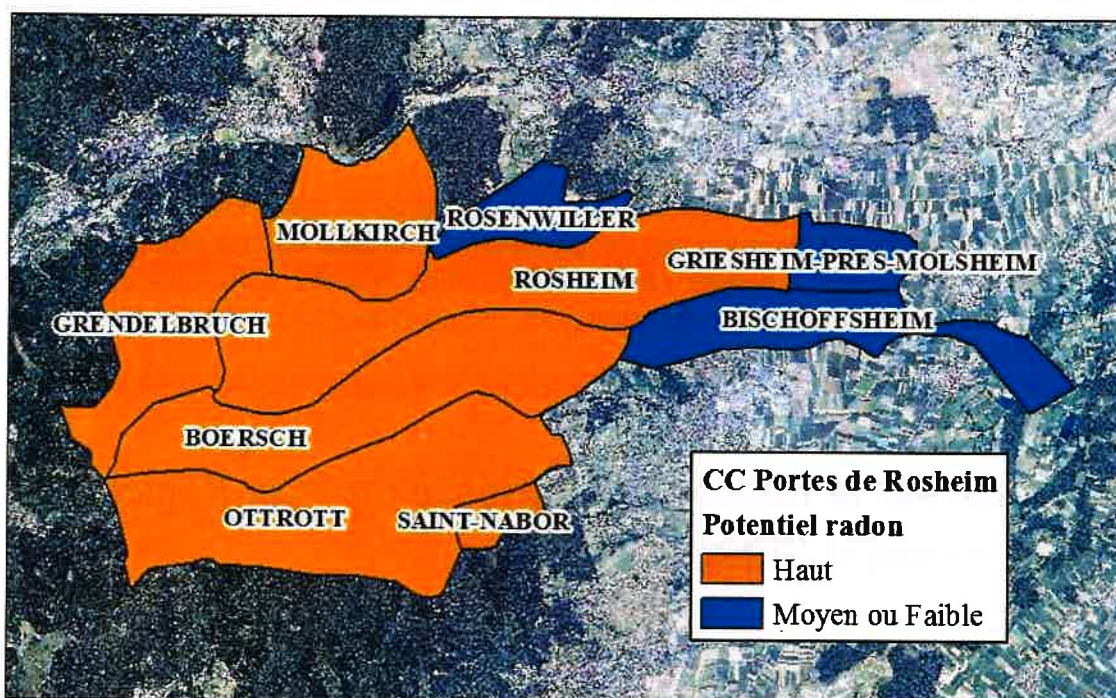 ROSENWILLER
MOLLKIRCH
GRIESHEIM-PRES-MOLSHEIM
ROSHEIM
GRENDELBRUCH
BISCHOFFSHEIM
BOERSCH
OTTROTT
SAINT-NABOR
CC Portes de Rosheim
Potentiel radon
Haut
Moyen ou Faible